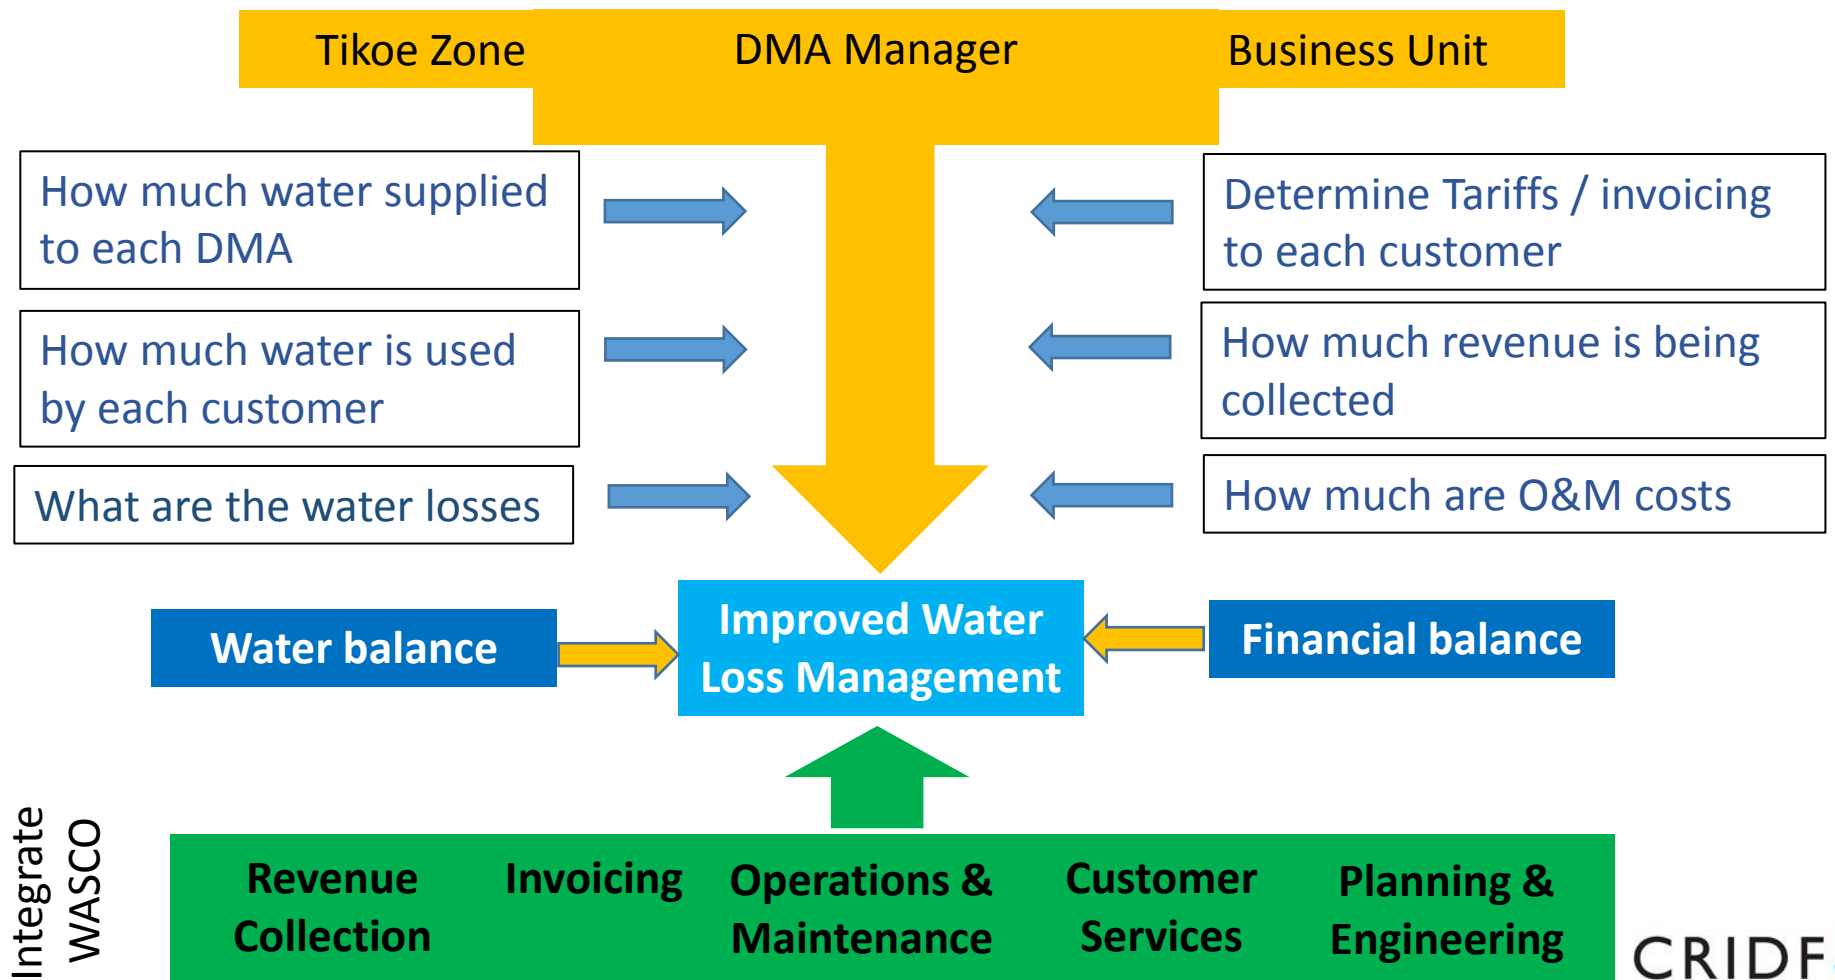 Tikoe Zone
DMA Manager
Business Unit
How much water supplied
to each DMA
How much water is used
by each customer
What are the water losses
Determine Tariffs / invoicing
to each customer
How much revenue is being
collected
How much are O&M costs
Water balance
Improved Water
Loss Management
Financial balance
Integrate
WASCO
Revenue
Collection
Invoicing
Operations &
Maintenance
Customer
Services
Planning &
Engineering
CRIDF